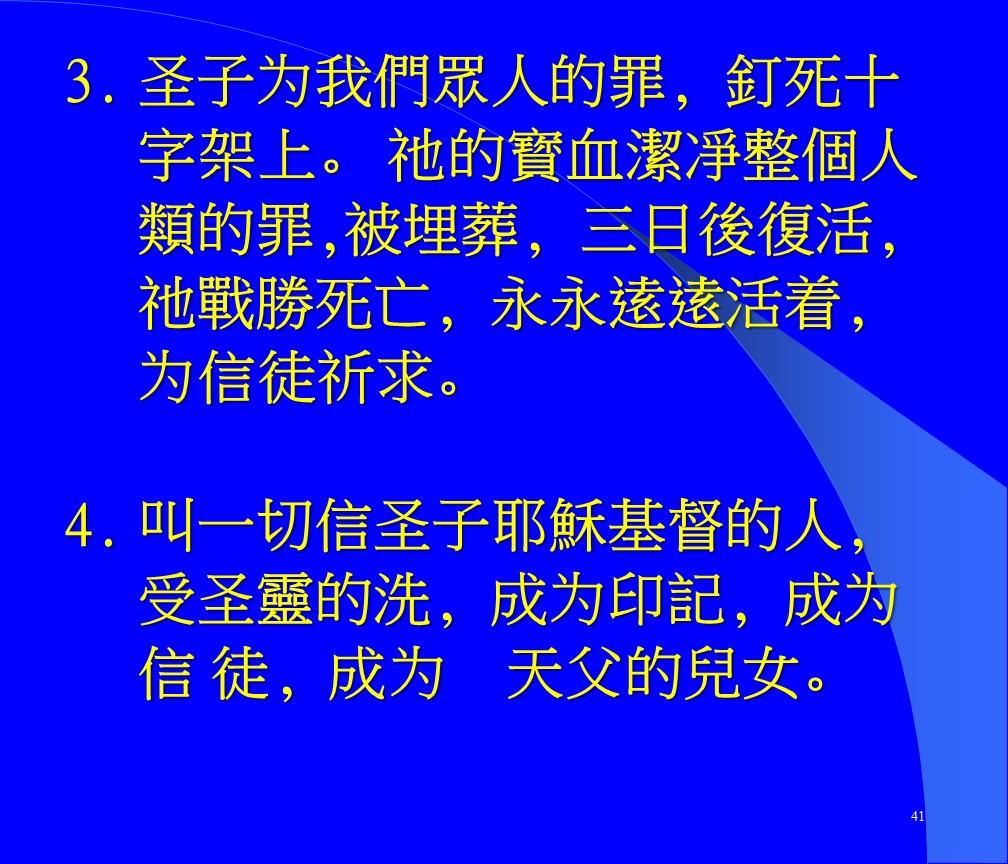 3. 圣子为我們眾人的罪，釘死十
字架上。 祂的寶血潔凈整個人
類的罪,被埋葬，三日後復活，
祂戰勝死亡，永永遠遠活着，
为信徒祈求。
4. 叫一切信圣子耶穌基督的人，
受圣靈的洗，成为印記，成为
信 徒，成为　天父的兒女。
41